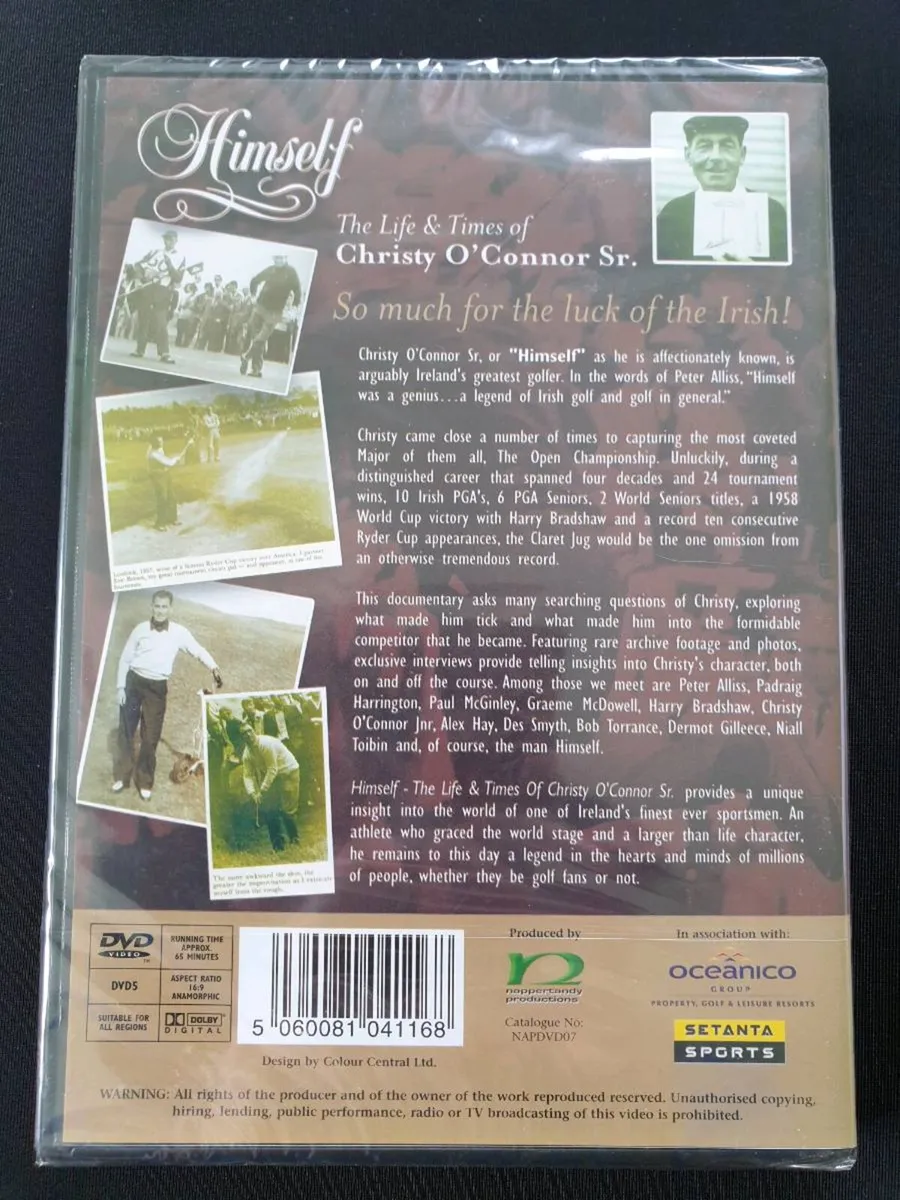 Himself
The Life & Times of
Christy O'Connor Sr.
So much for the luck of the Irish!
Christy O'Connor Sr, or "Himself" as he is affectionately known, is
arguably Ireland's greatest golfer. In the words of Peter Alliss, "Himself
was a genius...a legend of Irish golf and golf in general."
Christy came close a number of times to capturing the most coveted
Major of them all, The Open Championship. Unluckily, during a
distinguished career that spanned four decades and 24 tournament
wins, 10 Irish PGA's, 6 PGA Seniors, 2 World Seniors titles, a 1958
World Cup victory with Harry Bradshaw and a record ten consecutive
Ryder Cup appearances, the Claret Jug would be the one omission from
an otherwise tremendous record.
This documentary asks many searching questions of Christy, exploring
what made him tick and what made him into the formidable
competitor that he became. Featuring rare archive footage and photos,
exclusive interviews provide telling insights into Christy's character, both
on and off the course. Among those we meet are Peter Alliss, Padraig
Harrington, Paul McGinley, Graeme McDowell, Harry Bradshaw, Christy
O'Connor Jnr, Alex Hay, Des Smyth, Bob Torrance, Dermot Gilleece, Niall
Toibin and, of course, the man Himself.
Himself - The Life & Times Of Christy O'Connor Sr. provides a unique
insight into the world of one of Ireland's finest ever sportsmen. An
athlete who graced the world stage and a larger than life character,
he remains to this day a legend in the hearts and minds of millions
of people, whether they be golf fans or not.
The more awkward the shot, the
greater the improvisation as I extricate
myself from the rough.
DVD
VIDEO
TM
RUNNING TIME
APPROX.
65 MINUTES
DVD5
ASPECT RATIO
16:9
ANAMORPHIC
SUITABLE FOR
ALL REGIONS
DOLBY
DIGITAL
5 060081 041168
Design by Colour Central Ltd.
Produced by
n
nappertandy
productions
Catalogue No:
NAPDVD07
In association with:
oceanico
GROUP
PROPERTY, GOLF & LEISURE RESORTS
SETANTA
SPORTS
WARNING: All rights of the producer and of the owner of the work reproduced reserved. Unauthorised copying,
hiring, lending, public performance, radio or TV broadcasting of this video is prohibited.